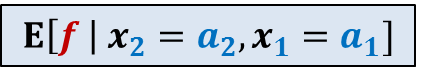 E[f | x₂ = a₂, x₁ = a₁]